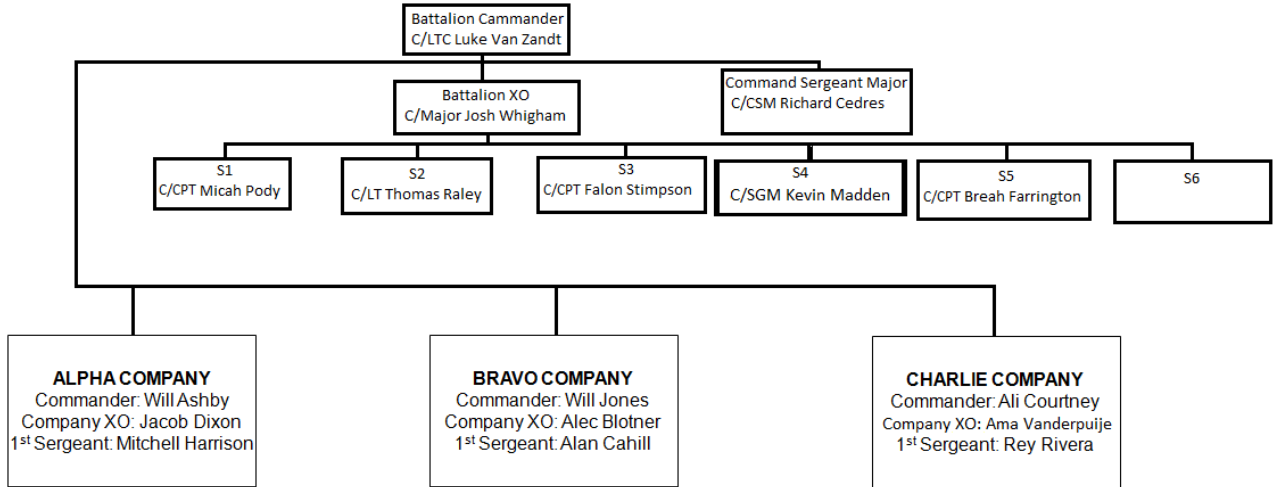 Battalion Cammander
C/LTC Luke Van Zandt
Battalion XO
C/Major Josh Whigham
Command Sergeant Major
C/CSM Richard Cedres
S1
C/CPT Micah Pody
S2
C/LT Thomas Raley
S3
C/CPT Falon Stimpson
S4
C/SGM Kevin Madden
S5
C/CPT Breah Farrington
S6
ALPHA COMPANY
Commander: Will Ashby
Company XO: Jacob Dixon
1st Sergeant: Mitchell Harrison
BRAVO COMPANY
Commander: Will Jones
Company XO: Alec Blotner
1st Sergeant: Alan Cahill
CHARLIE COMPANY
Commander: Ali Courtney
Company XO: Ama Vanderpuije
1st Sergeant: Rey Rivera